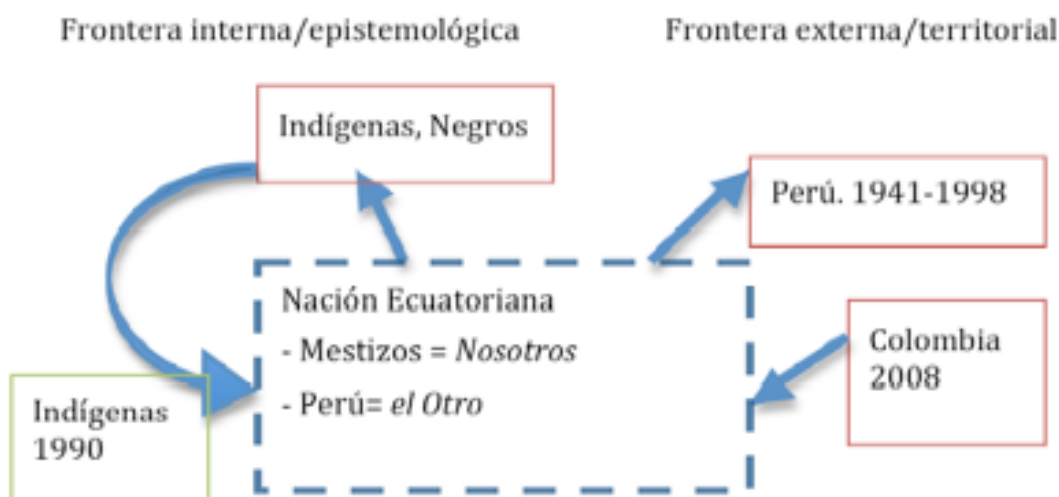 Frontera interna/epistemológica
Frontera externa/territorial
Indígenas, Negros
Perú. 1941-1998
Nación Ecuatoriana
- Mestizos = Nosotros
- Perú= el Otro
Colombia
2008
Indígenas
1990